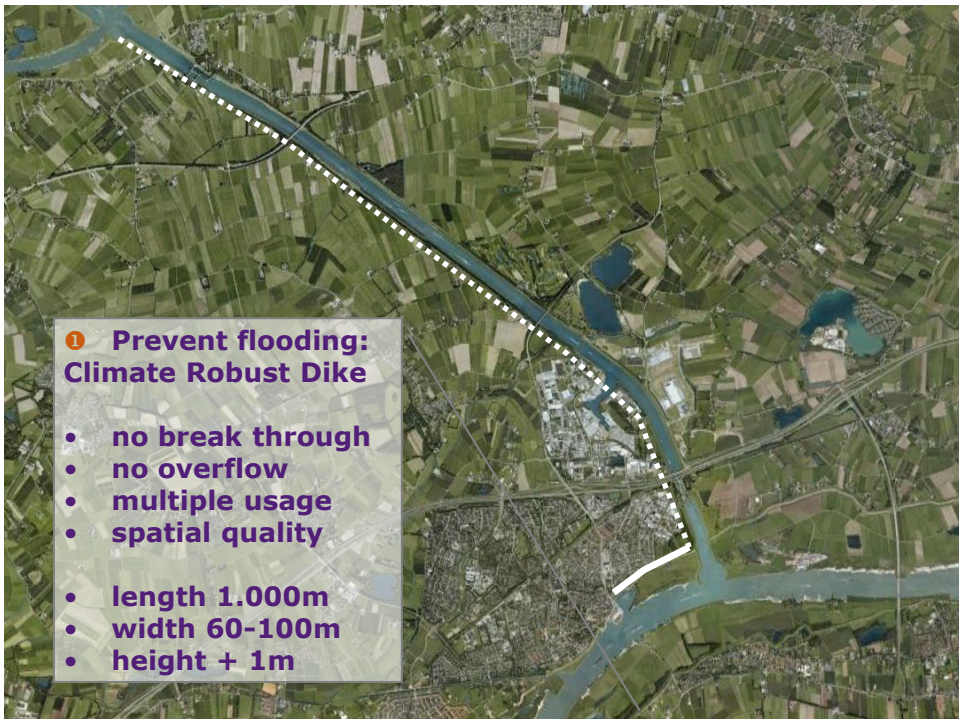 ❶ Prevent flooding:
Climate Robust Dike
• no break through
• no overflow
• multiple usage
• spatial quality
• length 1.000m
• width 60-100m
• height + 1m